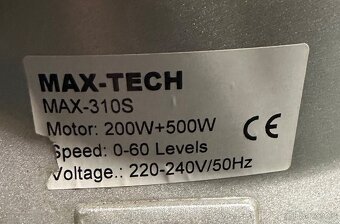 MAX-TECH
MAX-310S
Motor: 200W+500W
Speed: 0-60 Levels
Voltage.: 220-240V/50Hz
CE